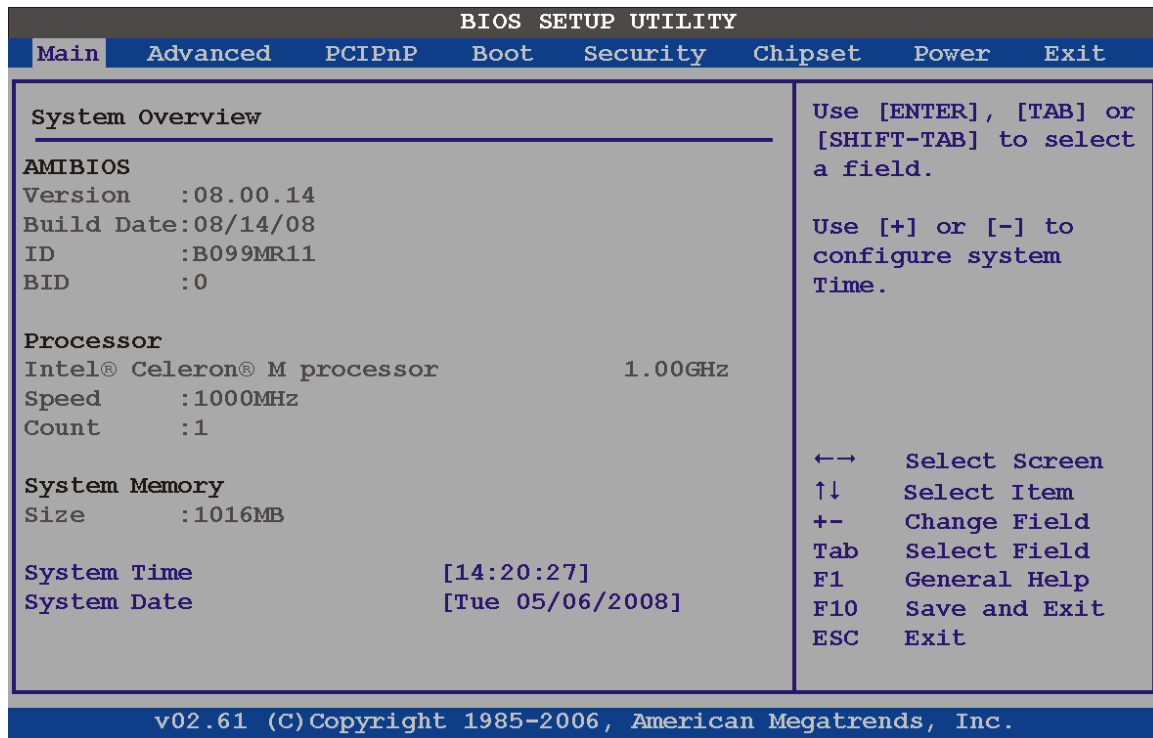 BIOS SETUP UTILITY
Main Advanced PCIPnP Boot Security Chipset Power Exit
System Overview
AMIBIOS
Version :08.00.14
Build Date:08/14/08
ID :B099MR11
BID :0
Processor
Intel® Celeron® M processor 1.00GHz
Speed :1000MHz
Count :1
System Memory
Size :1016MB
System Time [14:20:27]
System Date [Tue 05/06/2008]
Use [ENTER], [TAB] or
[SHIFT-TAB] to select
a field.
Use [+] or [-] to
configure system
Time.
←→ Select Screen
↑↓ Select Item
+- Change Field
Tab Select Field
F1 General Help
F10 Save and Exit
ESC Exit
v02.61 (C)Copyright 1985-2006, American Megatrends, Inc.